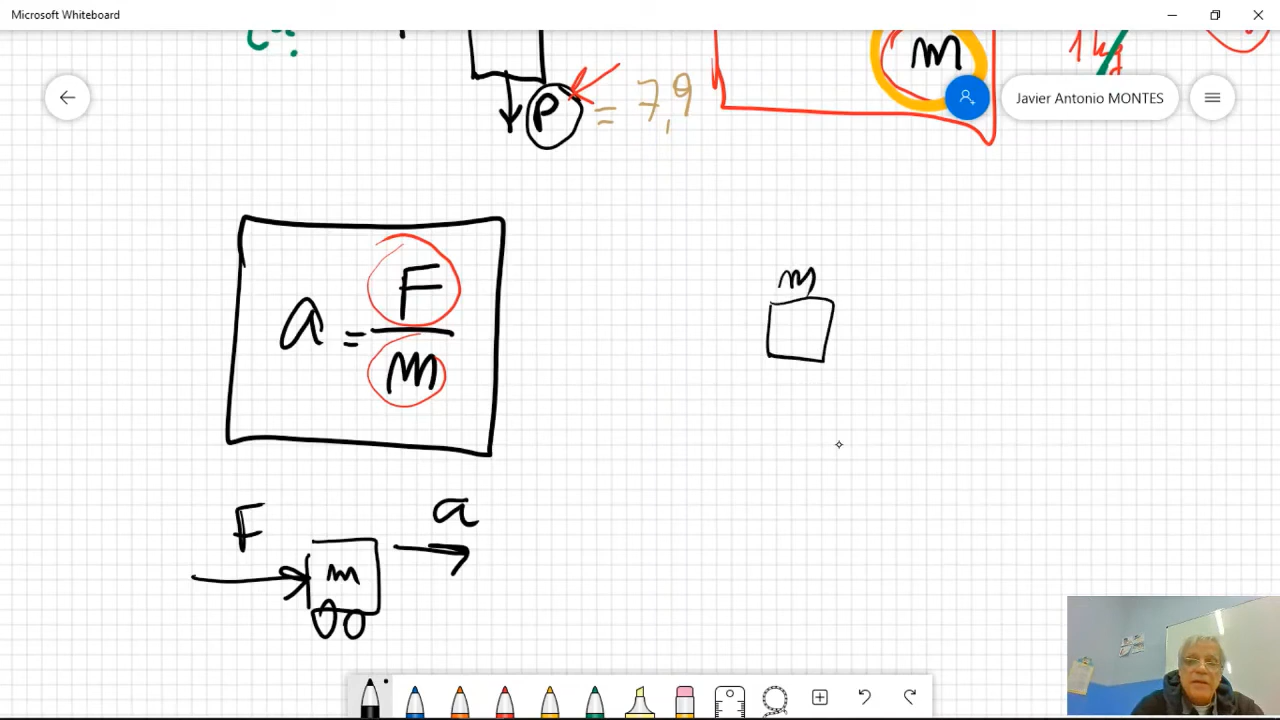 Microsoft Whiteboard
m
1 kg
P = 7,9
Javier Antonio MONTES
a = F / m
m
F
a
m